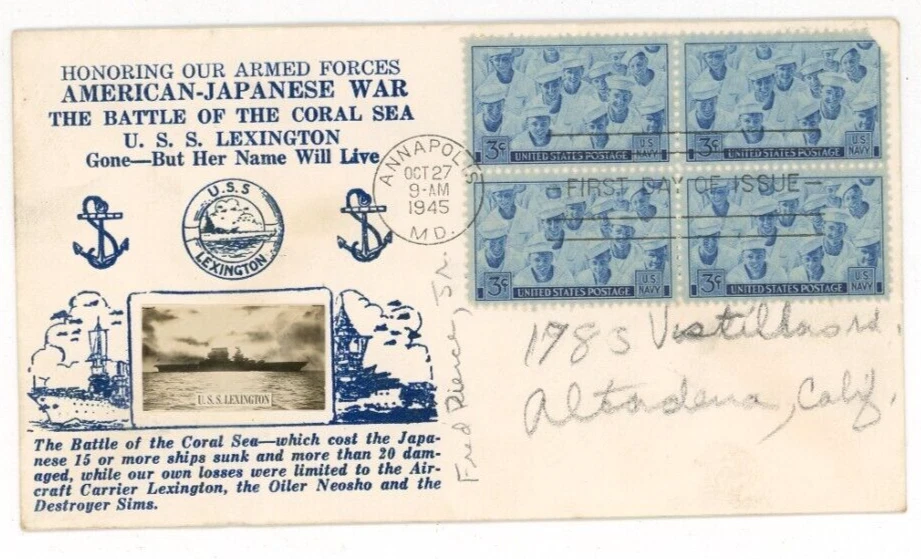 HONORING OUR ARMED FORCES
AMERICAN-JAPANESE WAR
THE BATTLE OF THE CORAL SEA
U. S. S. LEXINGTON
Gone—But Her Name Will Live
U.S.S
LEXINGTON
U.S.S. LEXINGTON
The Battle of the Coral Sea—which cost the Japa-
nese 15 or more ships sunk and more than 20 dam-
aged, while our own losses were limited to the Air-
craft Carrier Lexington, the Oiler Neosho and the
Destroyer Sims.
ANNAPOLIS
OCT 27
9-AM
1945
MD.
FIRST DAY OF ISSUE
3¢ UNITED STATES POSTAGE U.S. NAVY
3¢ UNITED STATES POSTAGE U.S. NAVY
3¢ UNITED STATES POSTAGE U.S. NAVY
3¢ UNITED STATES POSTAGE U.S. NAVY
Fred Pierce, Jr.
1983
Altadena, Calif.